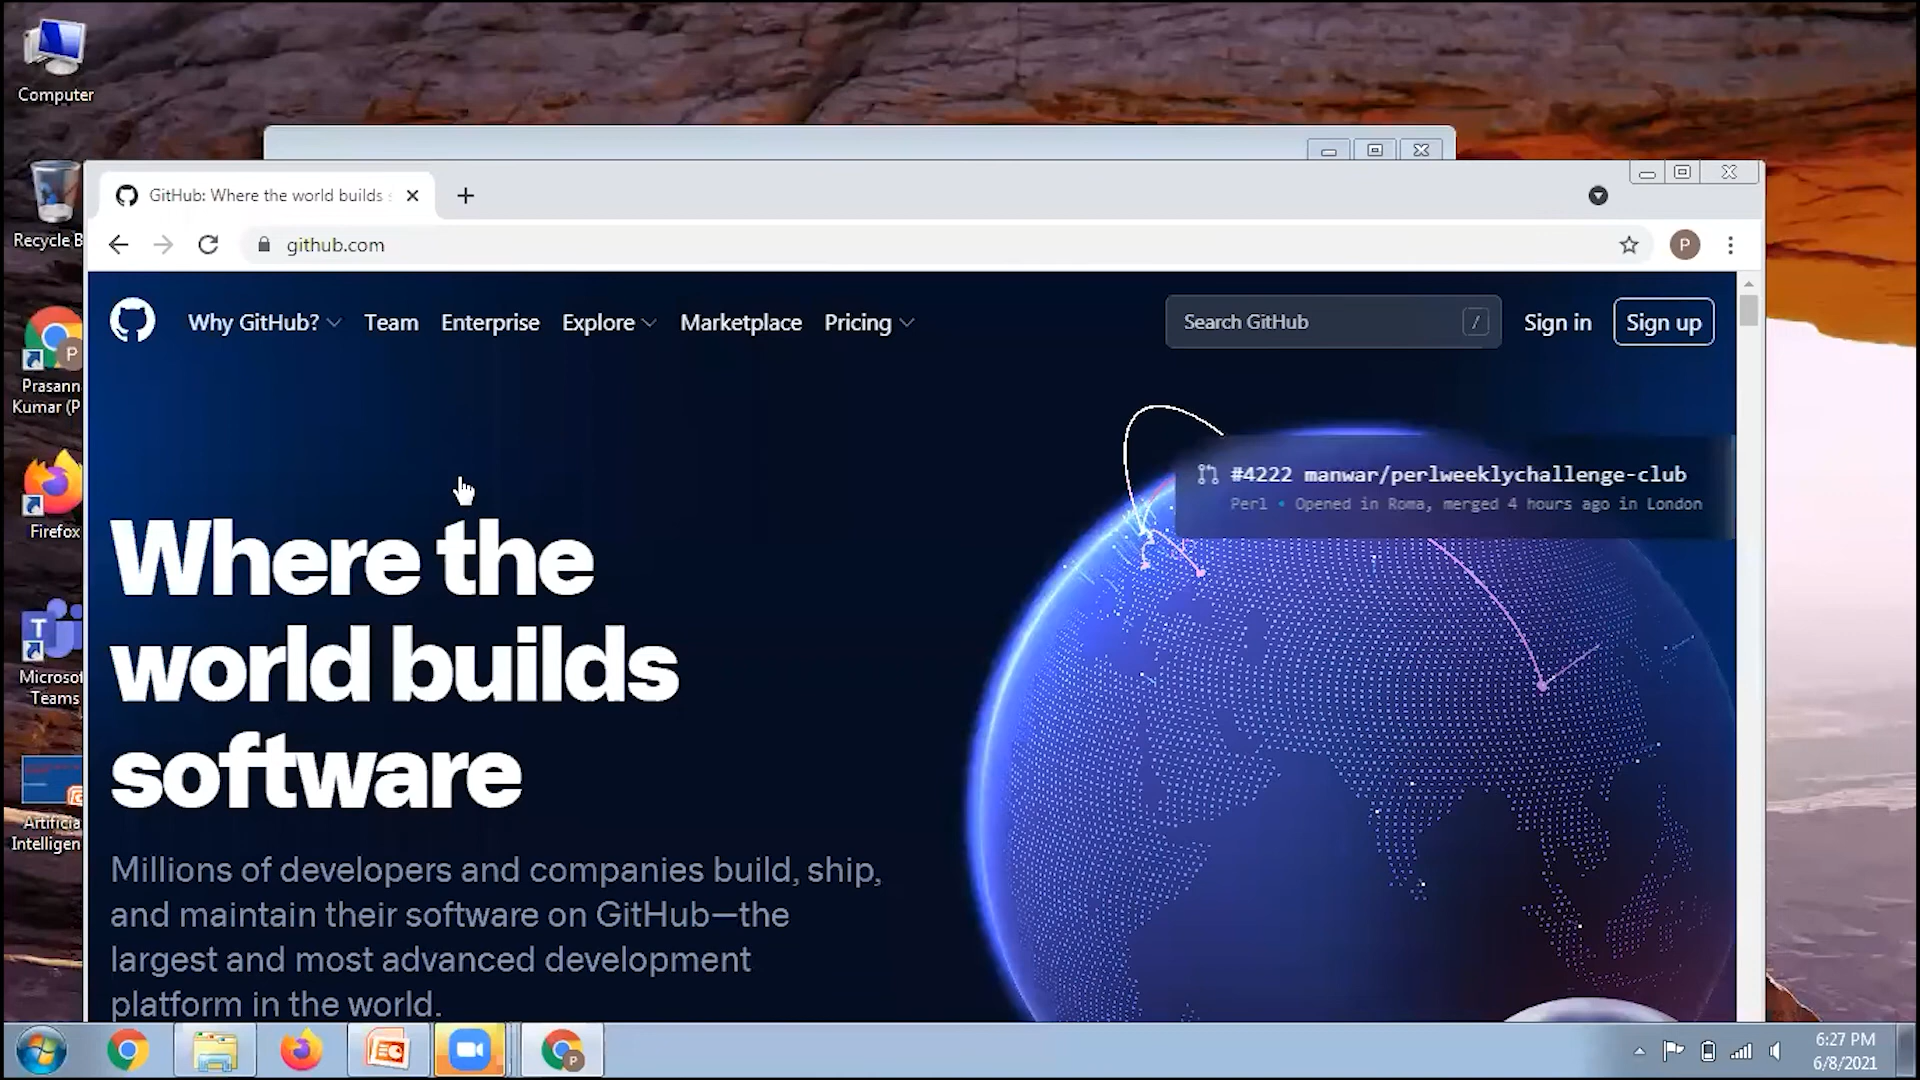 Computer
Recycle B
Prasann
Kumar (P
Firefox
Microsof
Teams
Artificia
Intelligen
GitHub: Where the world builds s
github.com
P
Why GitHub?
Team
Enterprise
Explore
Marketplace
Pricing
Search GitHub
/
Sign in
Sign up
#4222 manwar/perlweeklychallenge-club
Perl • Opened in Roma, merged 4 hours ago in London
Where the
world builds
software
Millions of developers and companies build, ship,
and maintain their software on GitHub—the
largest and most advanced development
platform in the world.
6:27 PM
6/8/2021